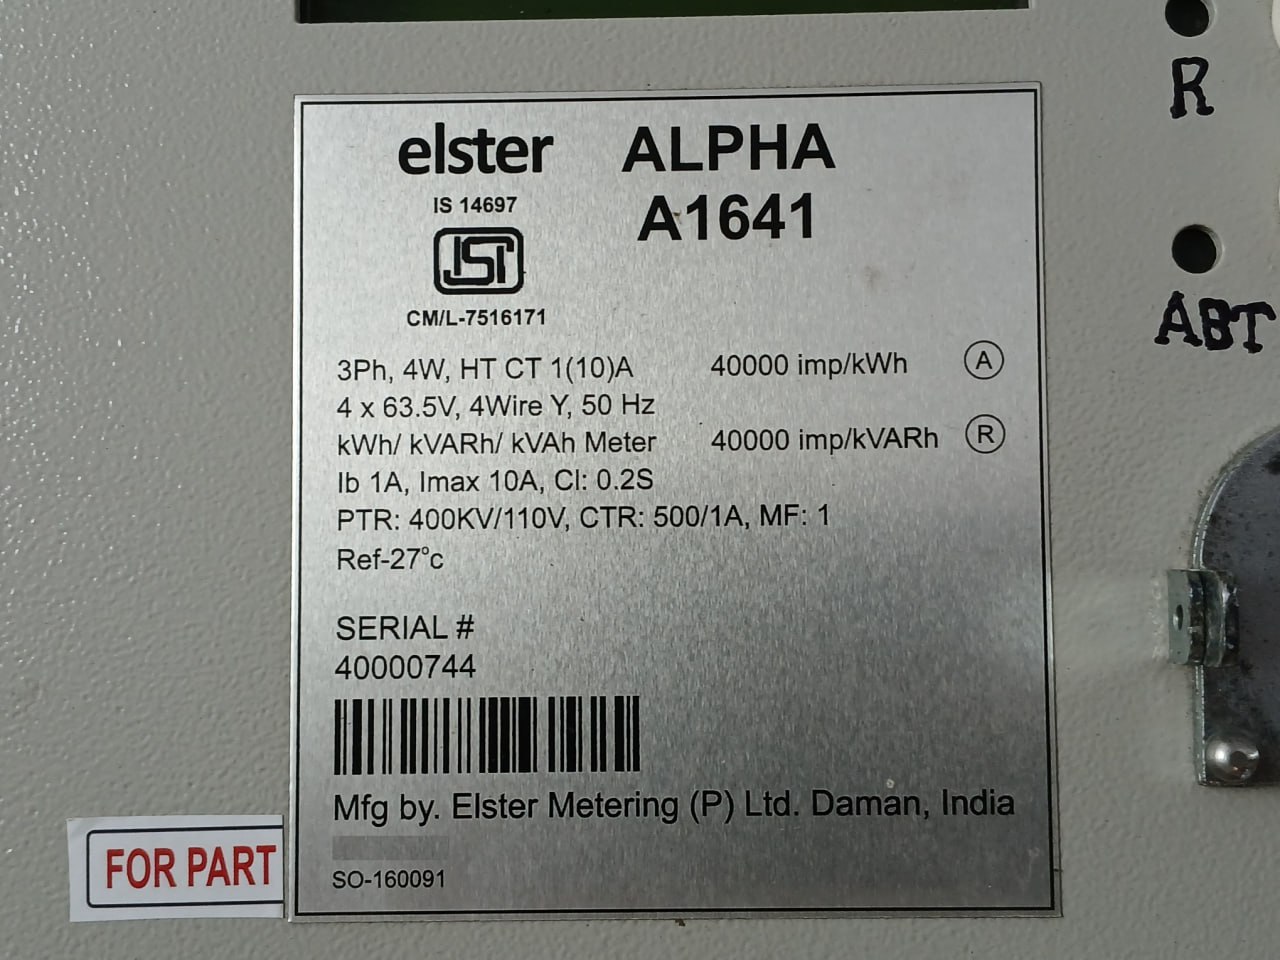 elster ALPHA
IS 14697 A1641
ISI
CM/L-7516171
3Ph, 4W, HT CT 1(10)A 40000 imp/kWh A
4 x 63.5V, 4Wire Y, 50 Hz
kWh/ kVARh/ kVAh Meter 40000 imp/kVARh R
Ib 1A, Imax 10A, Cl: 0.2S
PTR: 400KV/110V, CTR: 500/1A, MF: 1
Ref-27°c
SERIAL #
40000744
Mfg by. Elster Metering (P) Ltd. Daman, India
SO-160091
FOR PART
R
ABT